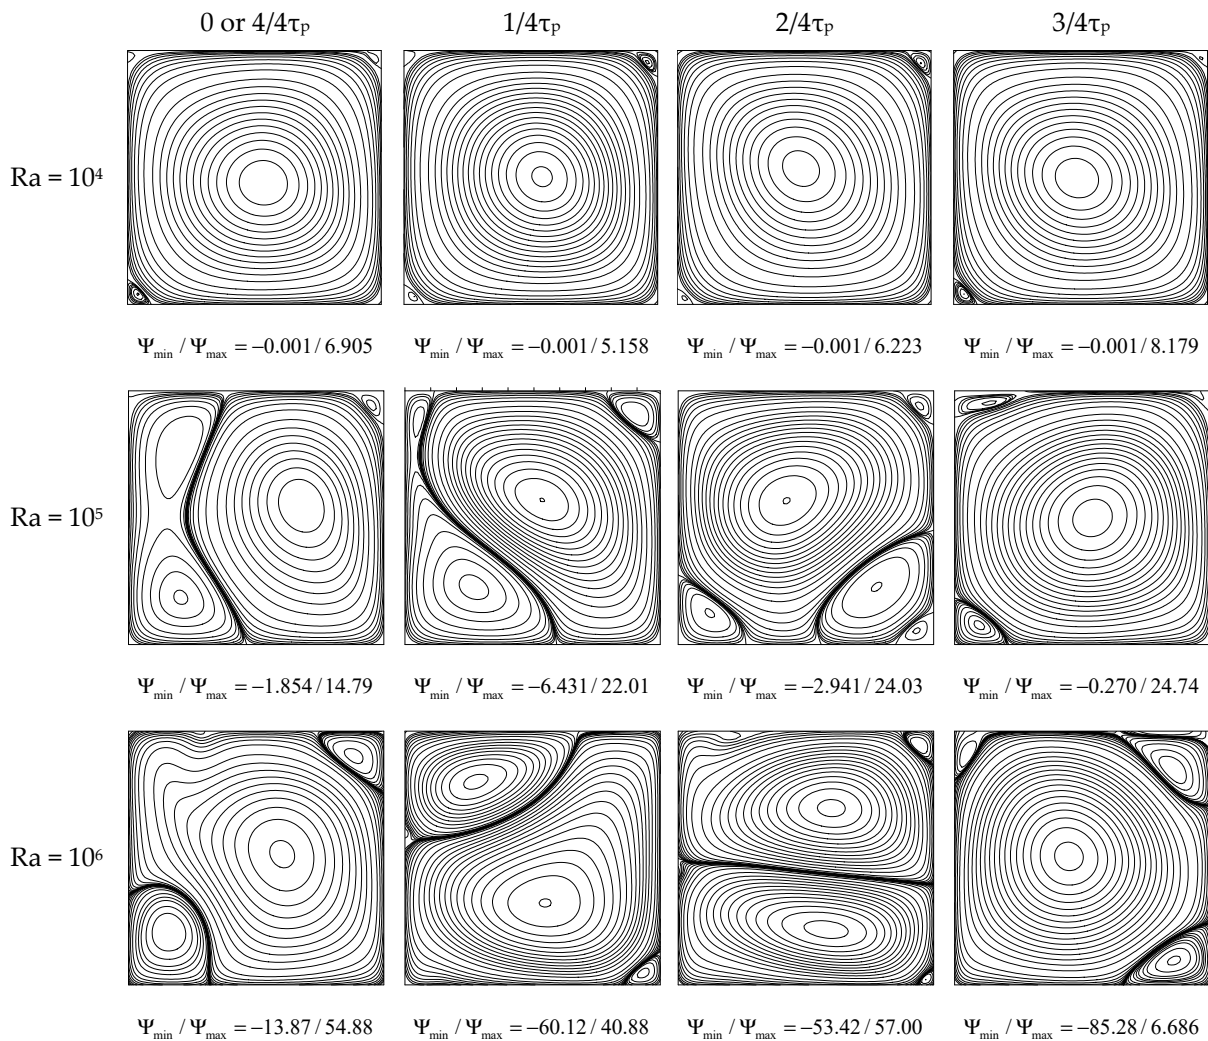 0 or 4/4τp 1/4τp 2/4τp 3/4τp
Ra = 10⁴
Ψmin / Ψmax = −0.001 / 6.905 Ψmin / Ψmax = −0.001 / 5.158 Ψmin / Ψmax = −0.001 / 6.223 Ψmin / Ψmax = −0.001 / 8.179
Ra = 10⁵
Ψmin / Ψmax = −1.854 / 14.79 Ψmin / Ψmax = −6.431 / 22.01 Ψmin / Ψmax = −2.941 / 24.03 Ψmin / Ψmax = −0.270 / 24.74
Ra = 10⁶
Ψmin / Ψmax = −13.87 / 54.88 Ψmin / Ψmax = −60.12 / 40.88 Ψmin / Ψmax = −53.42 / 57.00 Ψmin / Ψmax = −85.28 / 6.686